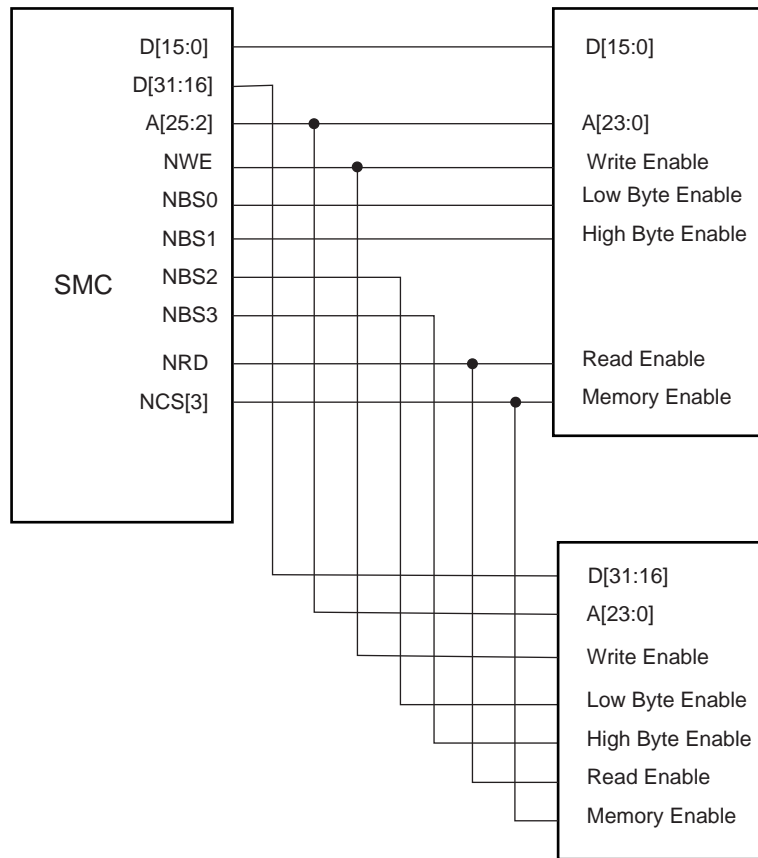 D[15:0]
D[31:16]
A[25:2]
NWE
NBS0
NBS1
NBS2
NBS3
NRD
NCS[3]
SMC
D[15:0]
A[23:0]
Write Enable
Low Byte Enable
High Byte Enable
Read Enable
Memory Enable
D[31:16]
A[23:0]
Write Enable
Low Byte Enable
High Byte Enable
Read Enable
Memory Enable